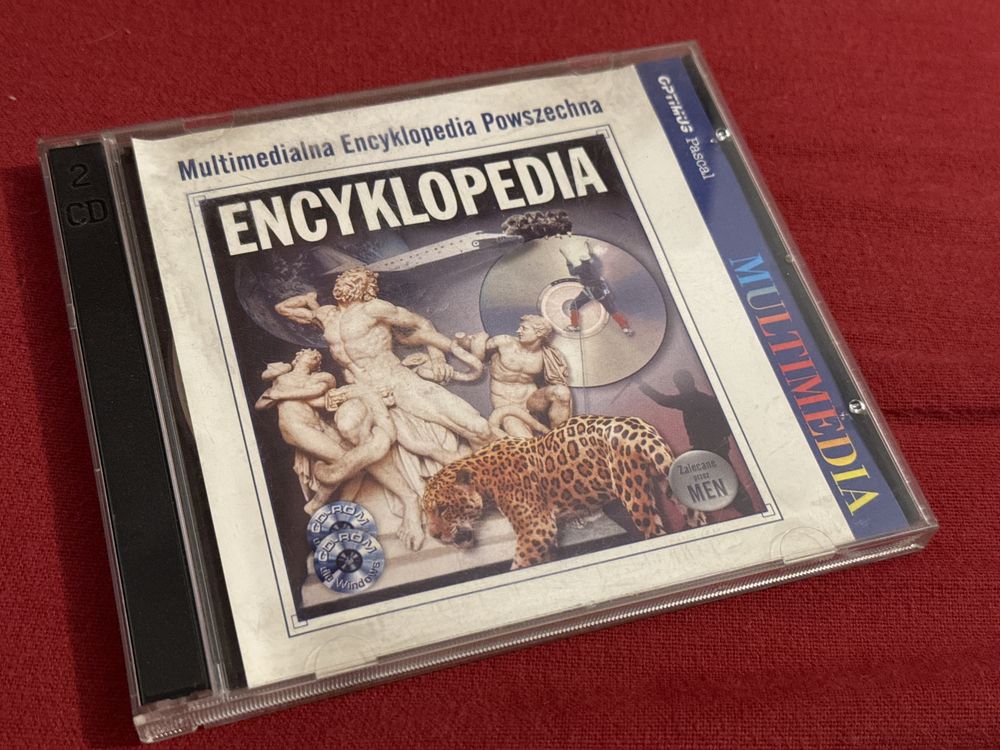 2
CD
Multimedialna Encyklopedia Powszechna
ENCYKLOPEDIA
OPTIMUS Pascal
MULTIMEDIA
Zalecane
przez
MEN
CD-ROM
CD-ROM
dla Windows